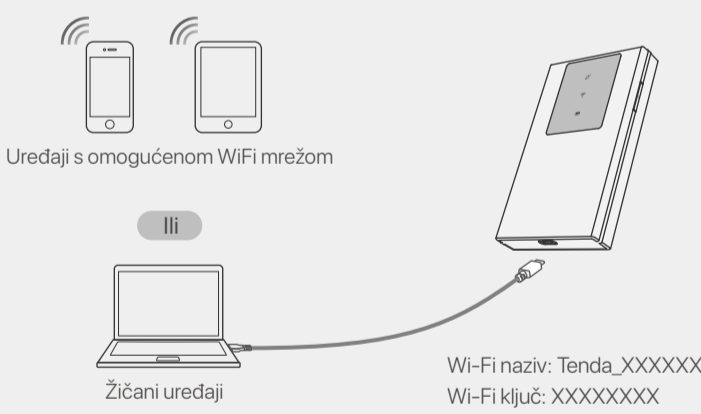 Uređaji s omogućenom WiFi mrežom
Ili
Žičani uređaji
Wi-Fi naziv: Tenda_XXXXXX
Wi-Fi ključ: XXXXXXXX